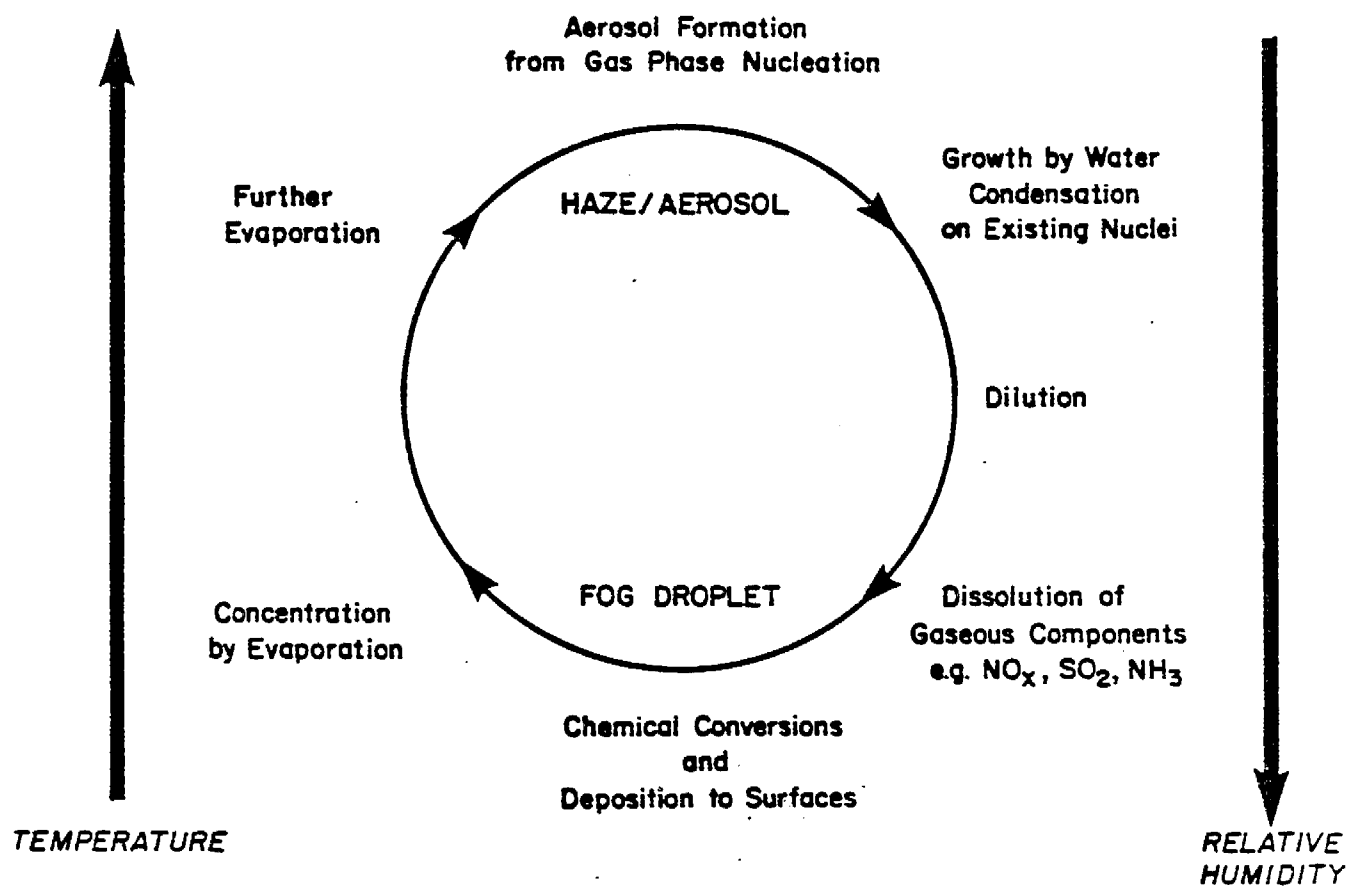 Aerosol Formation
from Gas Phase Nucleation
HAZE/AEROSOL
Growth by Water
Condensation
on Existing Nuclei
Dilution
Dissolution of
Gaseous Components
e.g. NOx, SO2, NH3
FOG DROPLET
Chemical Conversions
and
Deposition to Surfaces
Concentration
by Evaporation
Further
Evaporation
TEMPERATURE
RELATIVE
HUMIDITY